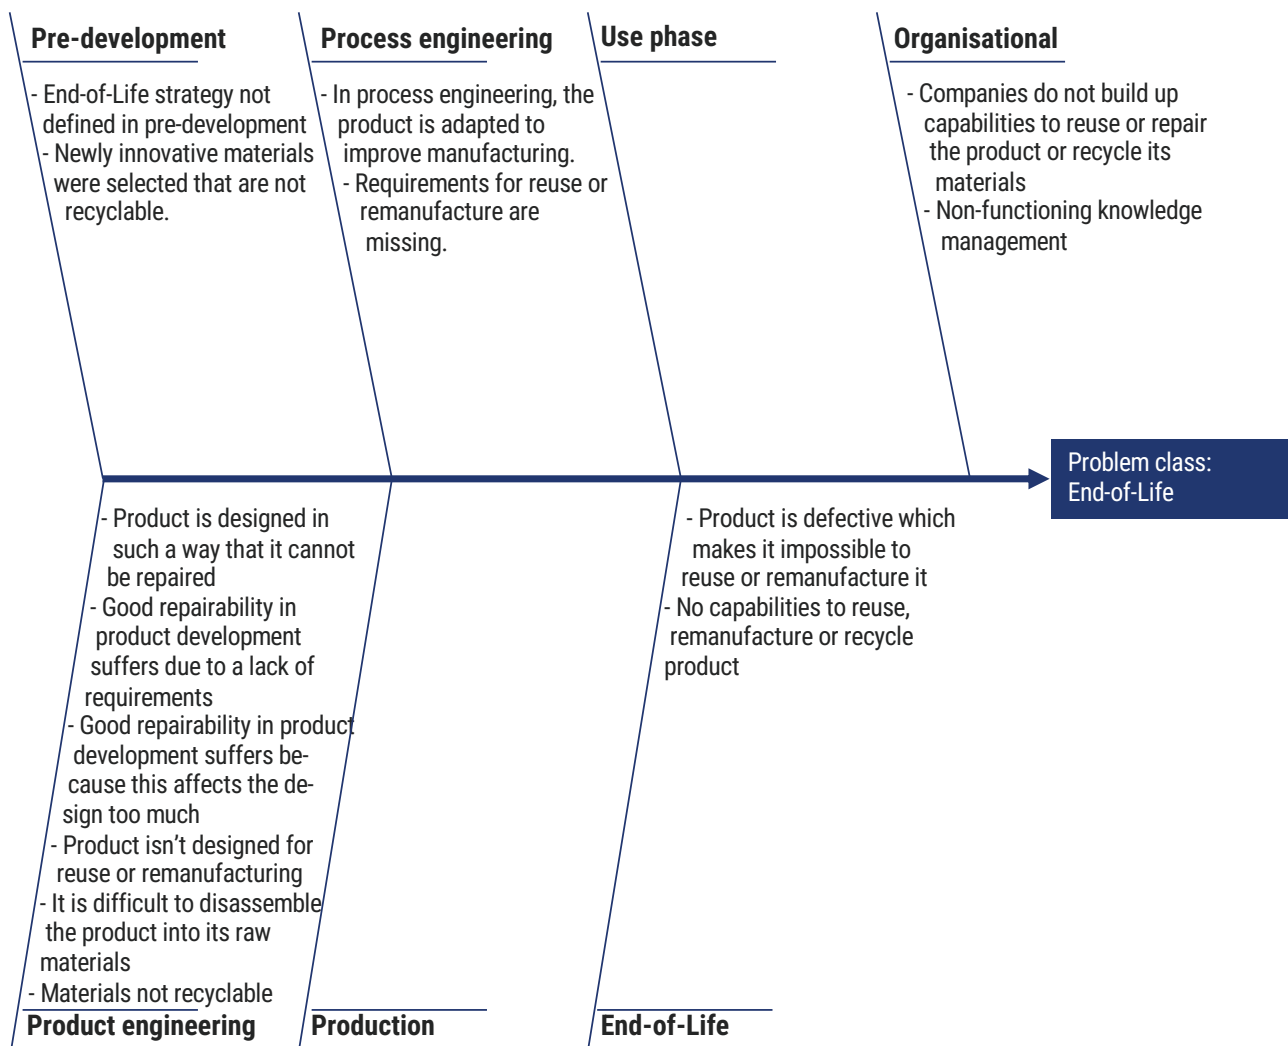 Pre-development
- End-of-Life strategy not
defined in pre-development
- Newly innovative materials
were selected that are not
recyclable.
Process engineering
- In process engineering, the
product is adapted to
improve manufacturing.
- Requirements for reuse or
remanufacture are
missing.
Use phase
Organisational
- Companies do not build up
capabilities to reuse or repair
the product or recycle its
materials
- Non-functioning knowledge
management
Problem class:
End-of-Life
- Product is designed in
such a way that it cannot
be repaired
- Good repairability in
product development
suffers due to a lack of
requirements
- Good repairability in product
development suffers be-
cause this affects the de-
sign too much
- Product isn’t designed for
reuse or remanufacturing
- It is difficult to disassemble
the product into its raw
materials
- Materials not recyclable
Product engineering
Production
- Product is defective which
makes it impossible to
reuse or remanufacture it
- No capabilities to reuse,
remanufacture or recycle
product
End-of-Life